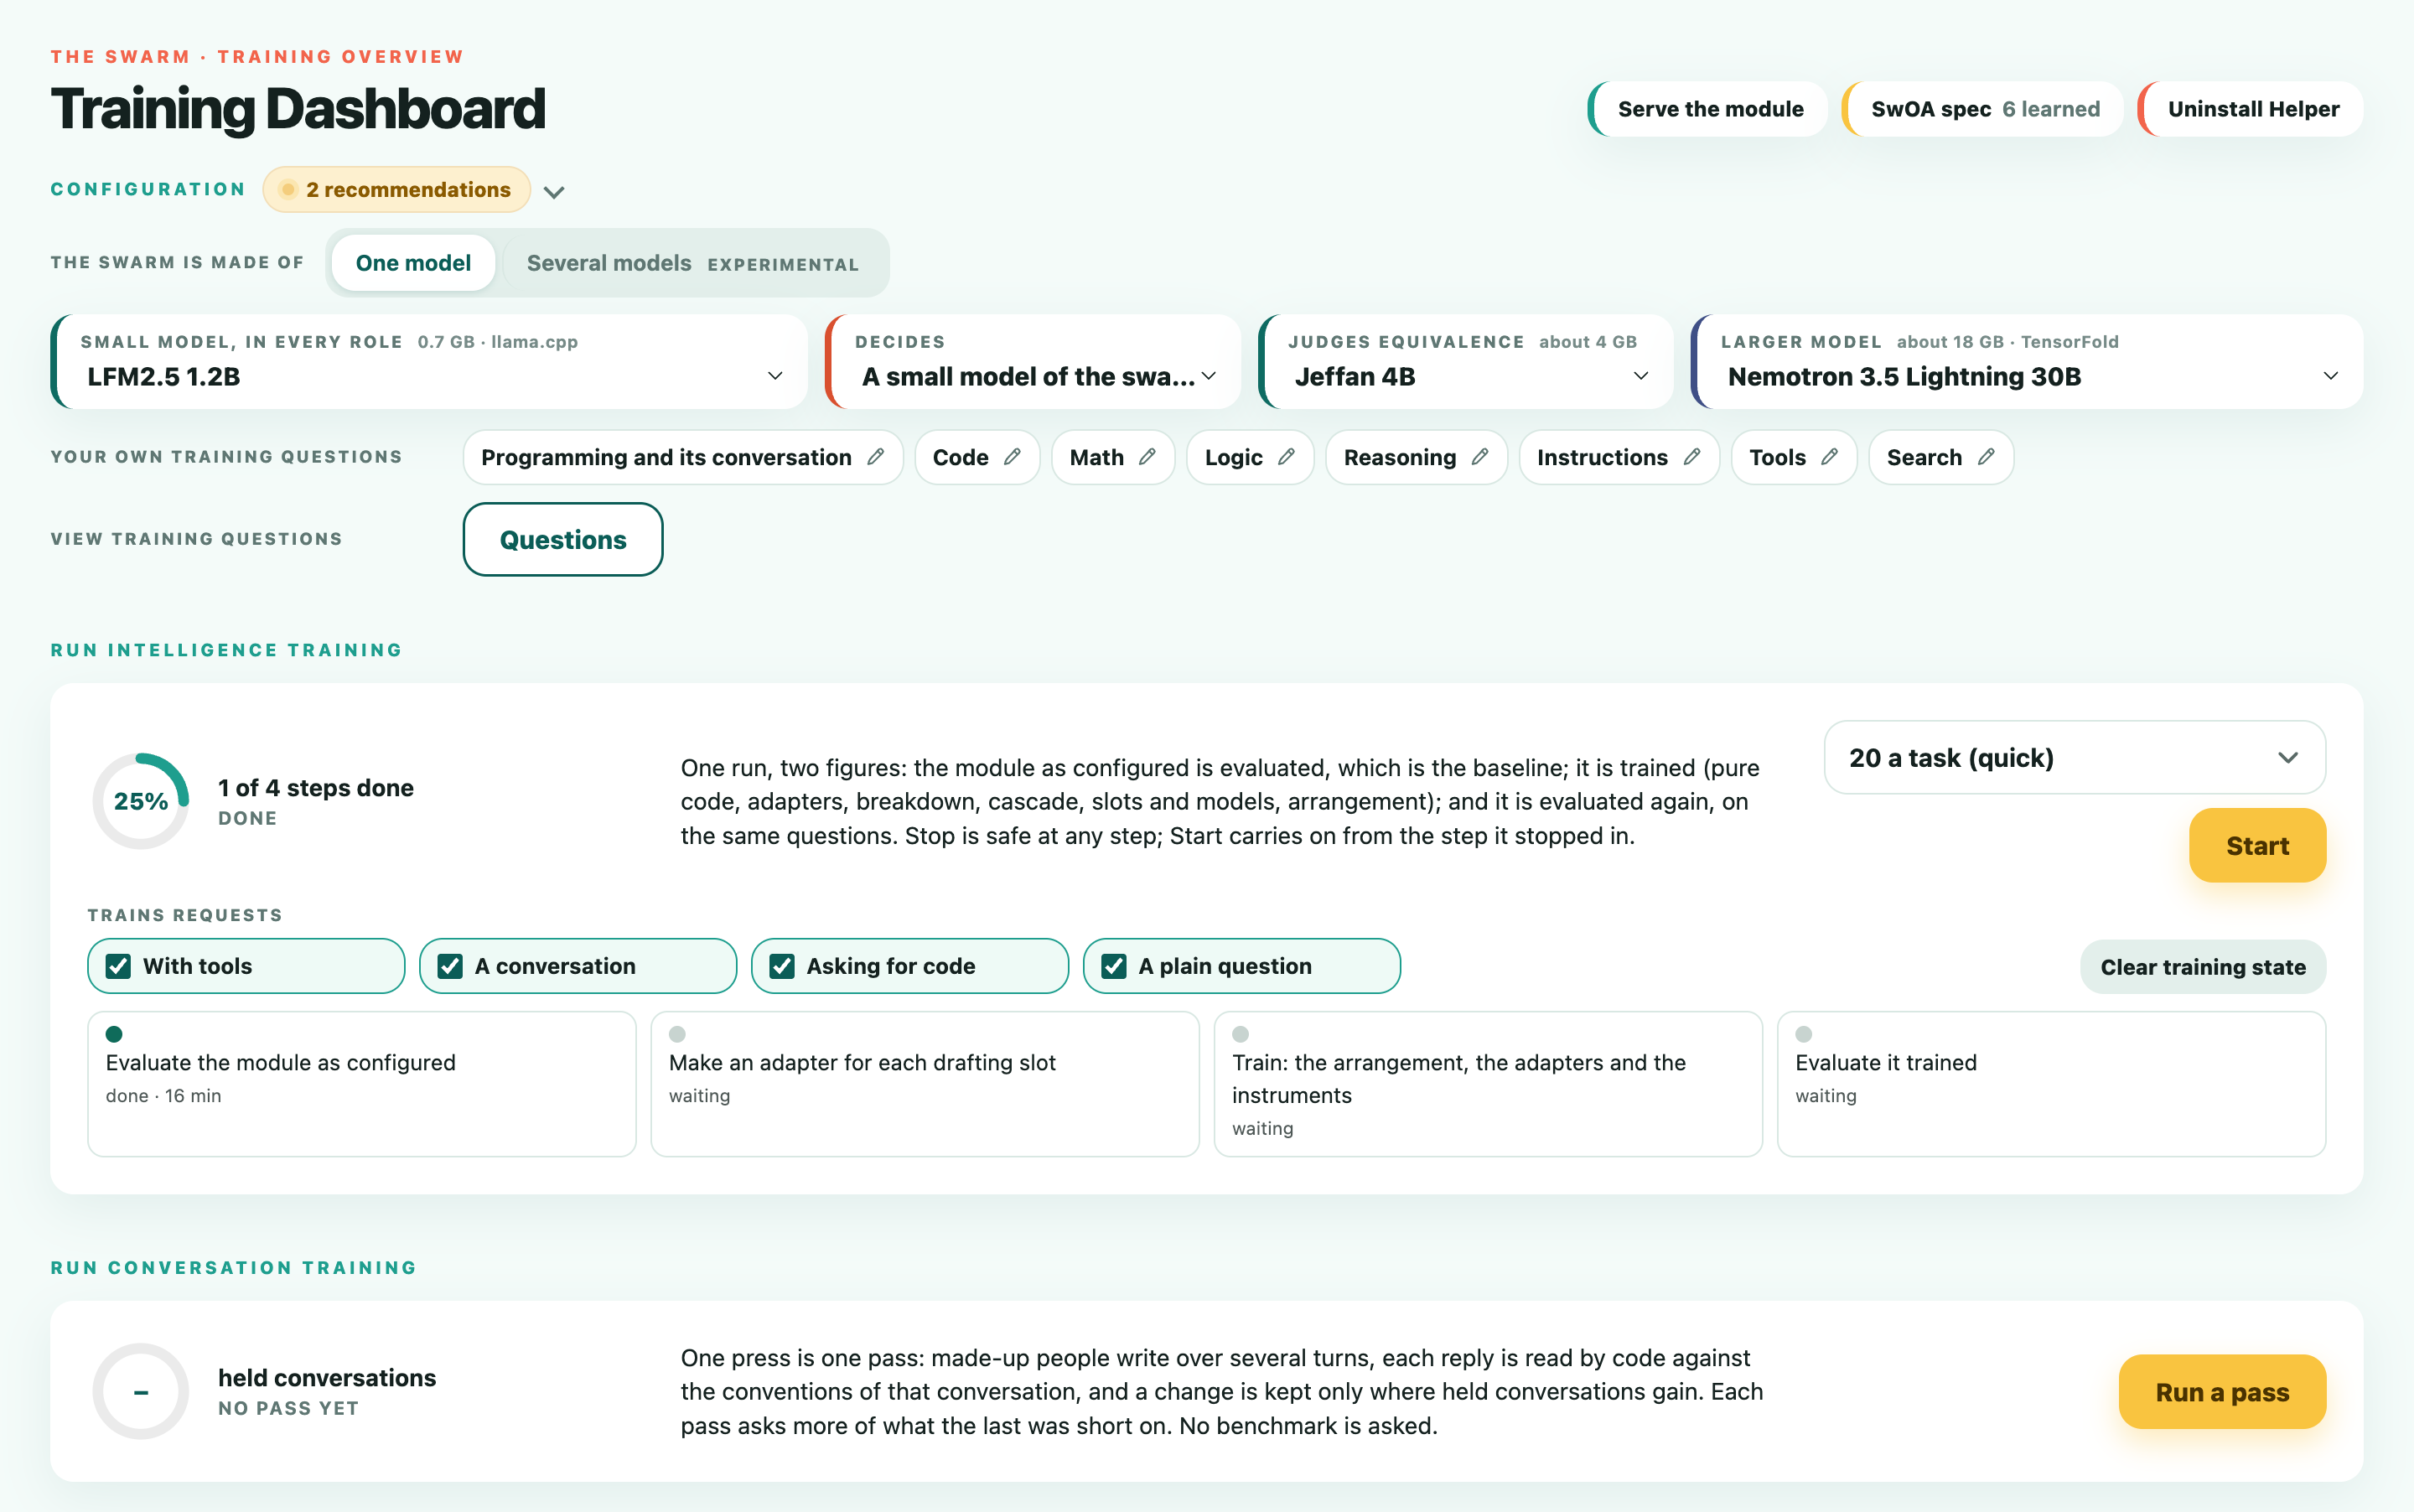 THE SWARM · TRAINING OVERVIEW
Training Dashboard
Serve the module
SwOA spec 6 learned
Uninstall Helper
CONFIGURATION
2 recommendations
THE SWARM IS MADE OF
One model
Several models EXPERIMENTAL
SMALL MODEL, IN EVERY ROLE 0.7 GB · llama.cpp
LFM2.5 1.2B
DECIDES
A small model of the swa...
JUDGES EQUIVALENCE about 4 GB
Jeffan 4B
LARGER MODEL about 18 GB · TensorFold
Nemotron 3.5 Lightning 30B
YOUR OWN TRAINING QUESTIONS
Programming and its conversation
Code
Math
Logic
Reasoning
Instructions
Tools
Search
VIEW TRAINING QUESTIONS
Questions
RUN INTELLIGENCE TRAINING
25%
1 of 4 steps done
DONE
One run, two figures: the module as configured is evaluated, which is the baseline; it is trained (pure
code, adapters, breakdown, cascade, slots and models, arrangement); and it is evaluated again, on
the same questions. Stop is safe at any step; Start carries on from the step it stopped in.
20 a task (quick)
Start
TRAINS REQUESTS
With tools
A conversation
Asking for code
A plain question
Clear training state
Evaluate the module as configured
done · 16 min
Make an adapter for each drafting slot
waiting
Train: the arrangement, the adapters and the
instruments
waiting
Evaluate it trained
waiting
RUN CONVERSATION TRAINING
–
held conversations
NO PASS YET
One press is one pass: made-up people write over several turns, each reply is read by code against
the conventions of that conversation, and a change is kept only where held conversations gain. Each
pass asks more of what the last was short on. No benchmark is asked.
Run a pass